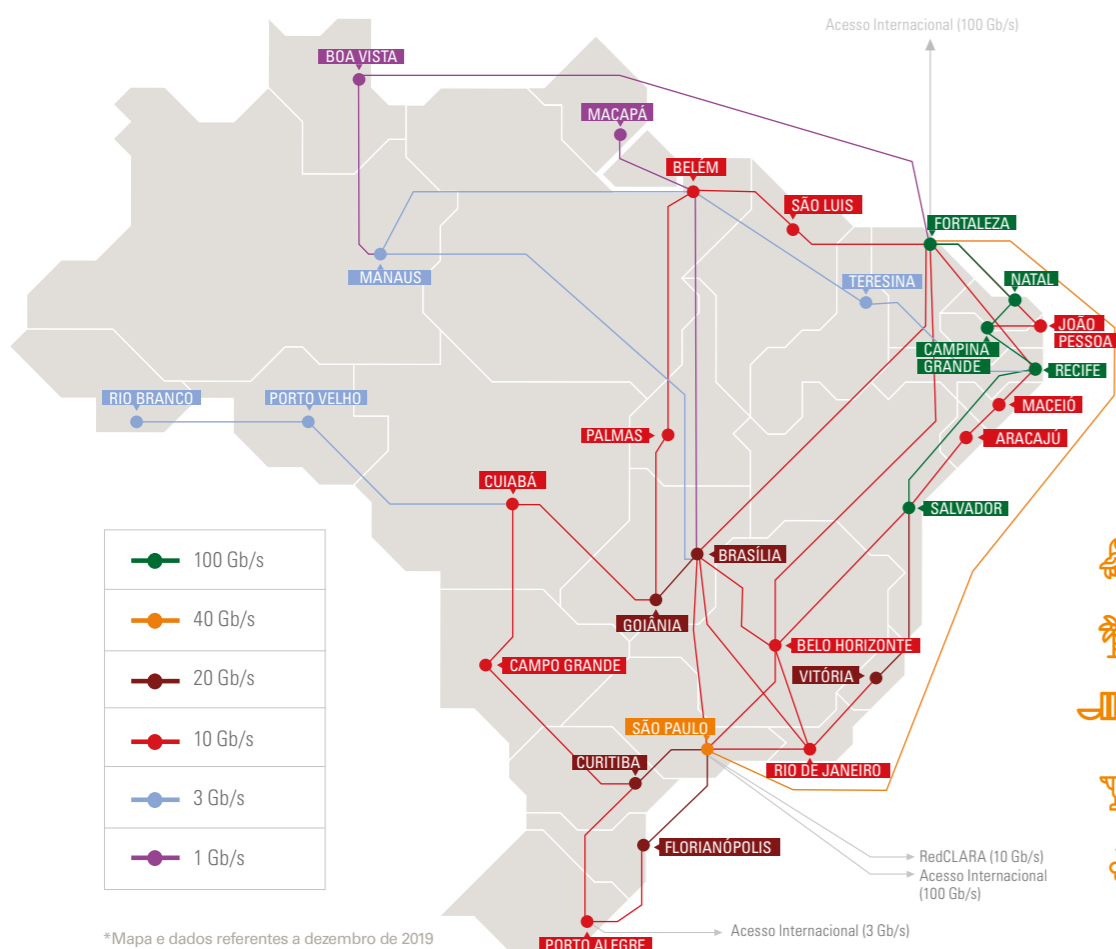 Acesso Internacional (100 Gb/s)
BOA VISTA
MACAPÁ
BELÉM
SÃO LUIS
FORTALEZA
MANAUS
TERESINA
NATAL
JOÃO
PESSOA
CAMPINA
GRANDE
RECIFE
RIO BRANCO
PORTO VELHO
MACEIÓ
PALMAS
ARACAJÚ
CUIABÁ
SALVADOR
BRASÍLIA
GOIÂNIA
BELO HORIZONTE
CAMPO GRANDE
VITÓRIA
SÃO PAULO
CURITIBA
RIO DE JANEIRO
FLORIANÓPOLIS
PORTO ALEGRE
RedCLARA (10 Gb/s)
Acesso Internacional
(100 Gb/s)
Acesso Internacional (3 Gb/s)
100 Gb/s
40 Gb/s
20 Gb/s
10 Gb/s
3 Gb/s
1 Gb/s
*Mapa e dados referentes a dezembro de 2019